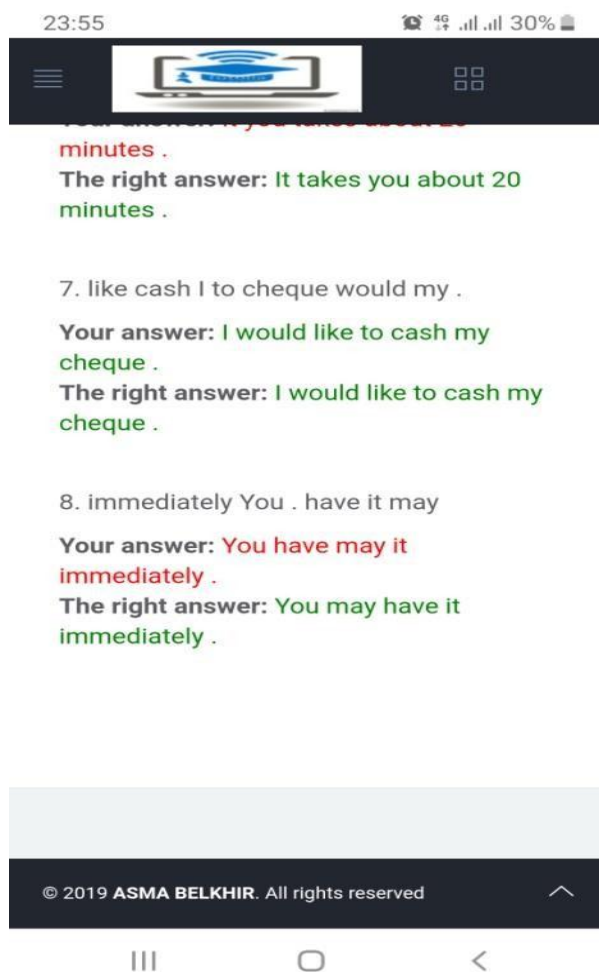 23:55 4G 30%
minutes .
The right answer: It takes you about 20
minutes .
7. like cash I to cheque would my .
Your answer: I would like to cash my
cheque .
The right answer: I would like to cash my
cheque .
8. immediately You . have it may
Your answer: You have may it
immediately .
The right answer: You may have it
immediately .
© 2019 ASMA BELKHIR. All rights reserved